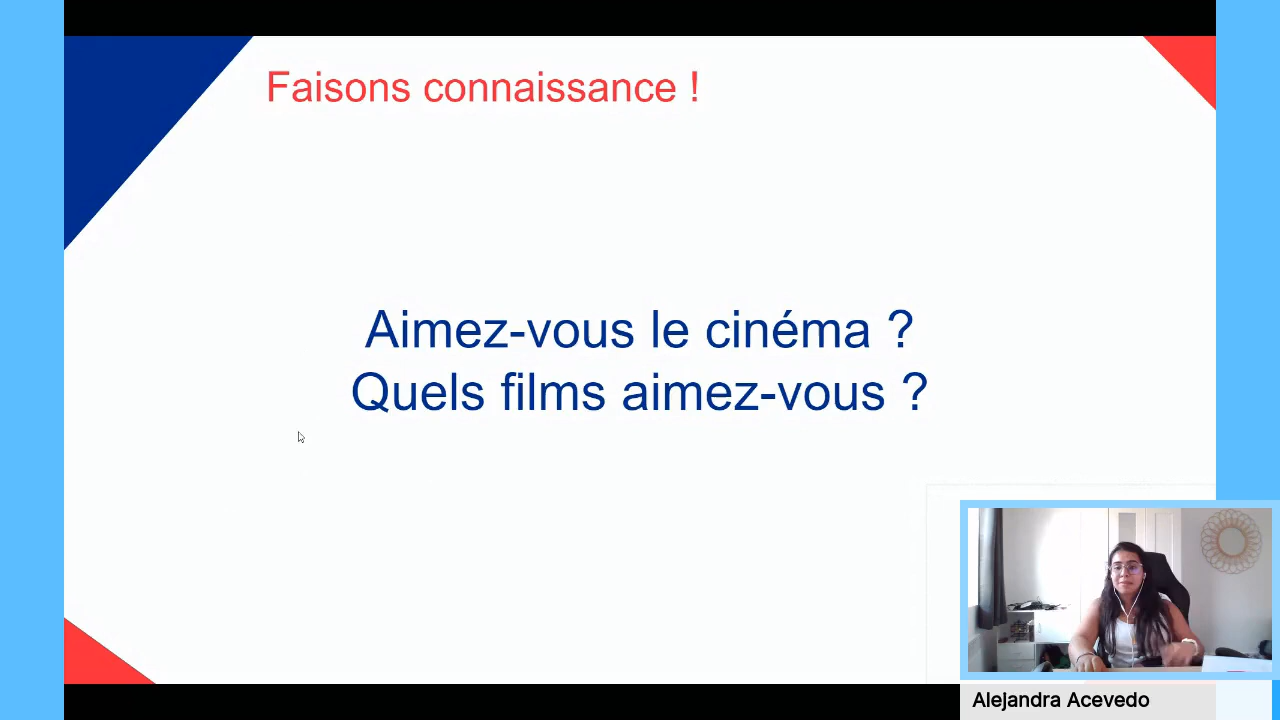 Faisons connaissance !
Aimez-vous le cinéma ?
Quels films aimez-vous ?
Alejandra Acevedo